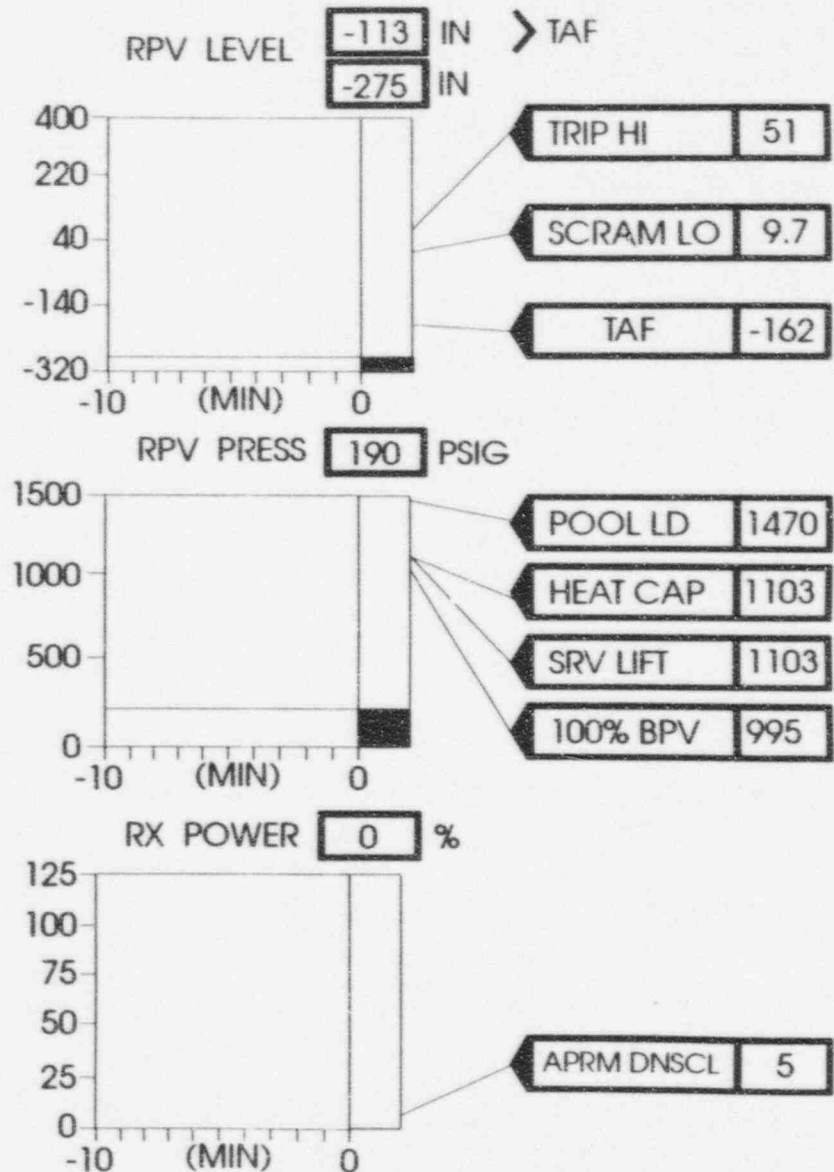 RPV LEVEL -113 IN > TAF
-275 IN
400
220
40
-140
-320
-10 (MIN) 0
TRIP HI 51
SCRAM LO 9.7
TAF -162
RPV PRESS 190 PSIG
1500
1000
500
0
-10 (MIN) 0
POOL LD 1470
HEAT CAP 1103
SRV LIFT 1103
100% BPV 995
RX POWER 0 %
125
100
75
50
25
0
-10 (MIN) 0
APRM DNSCL 5